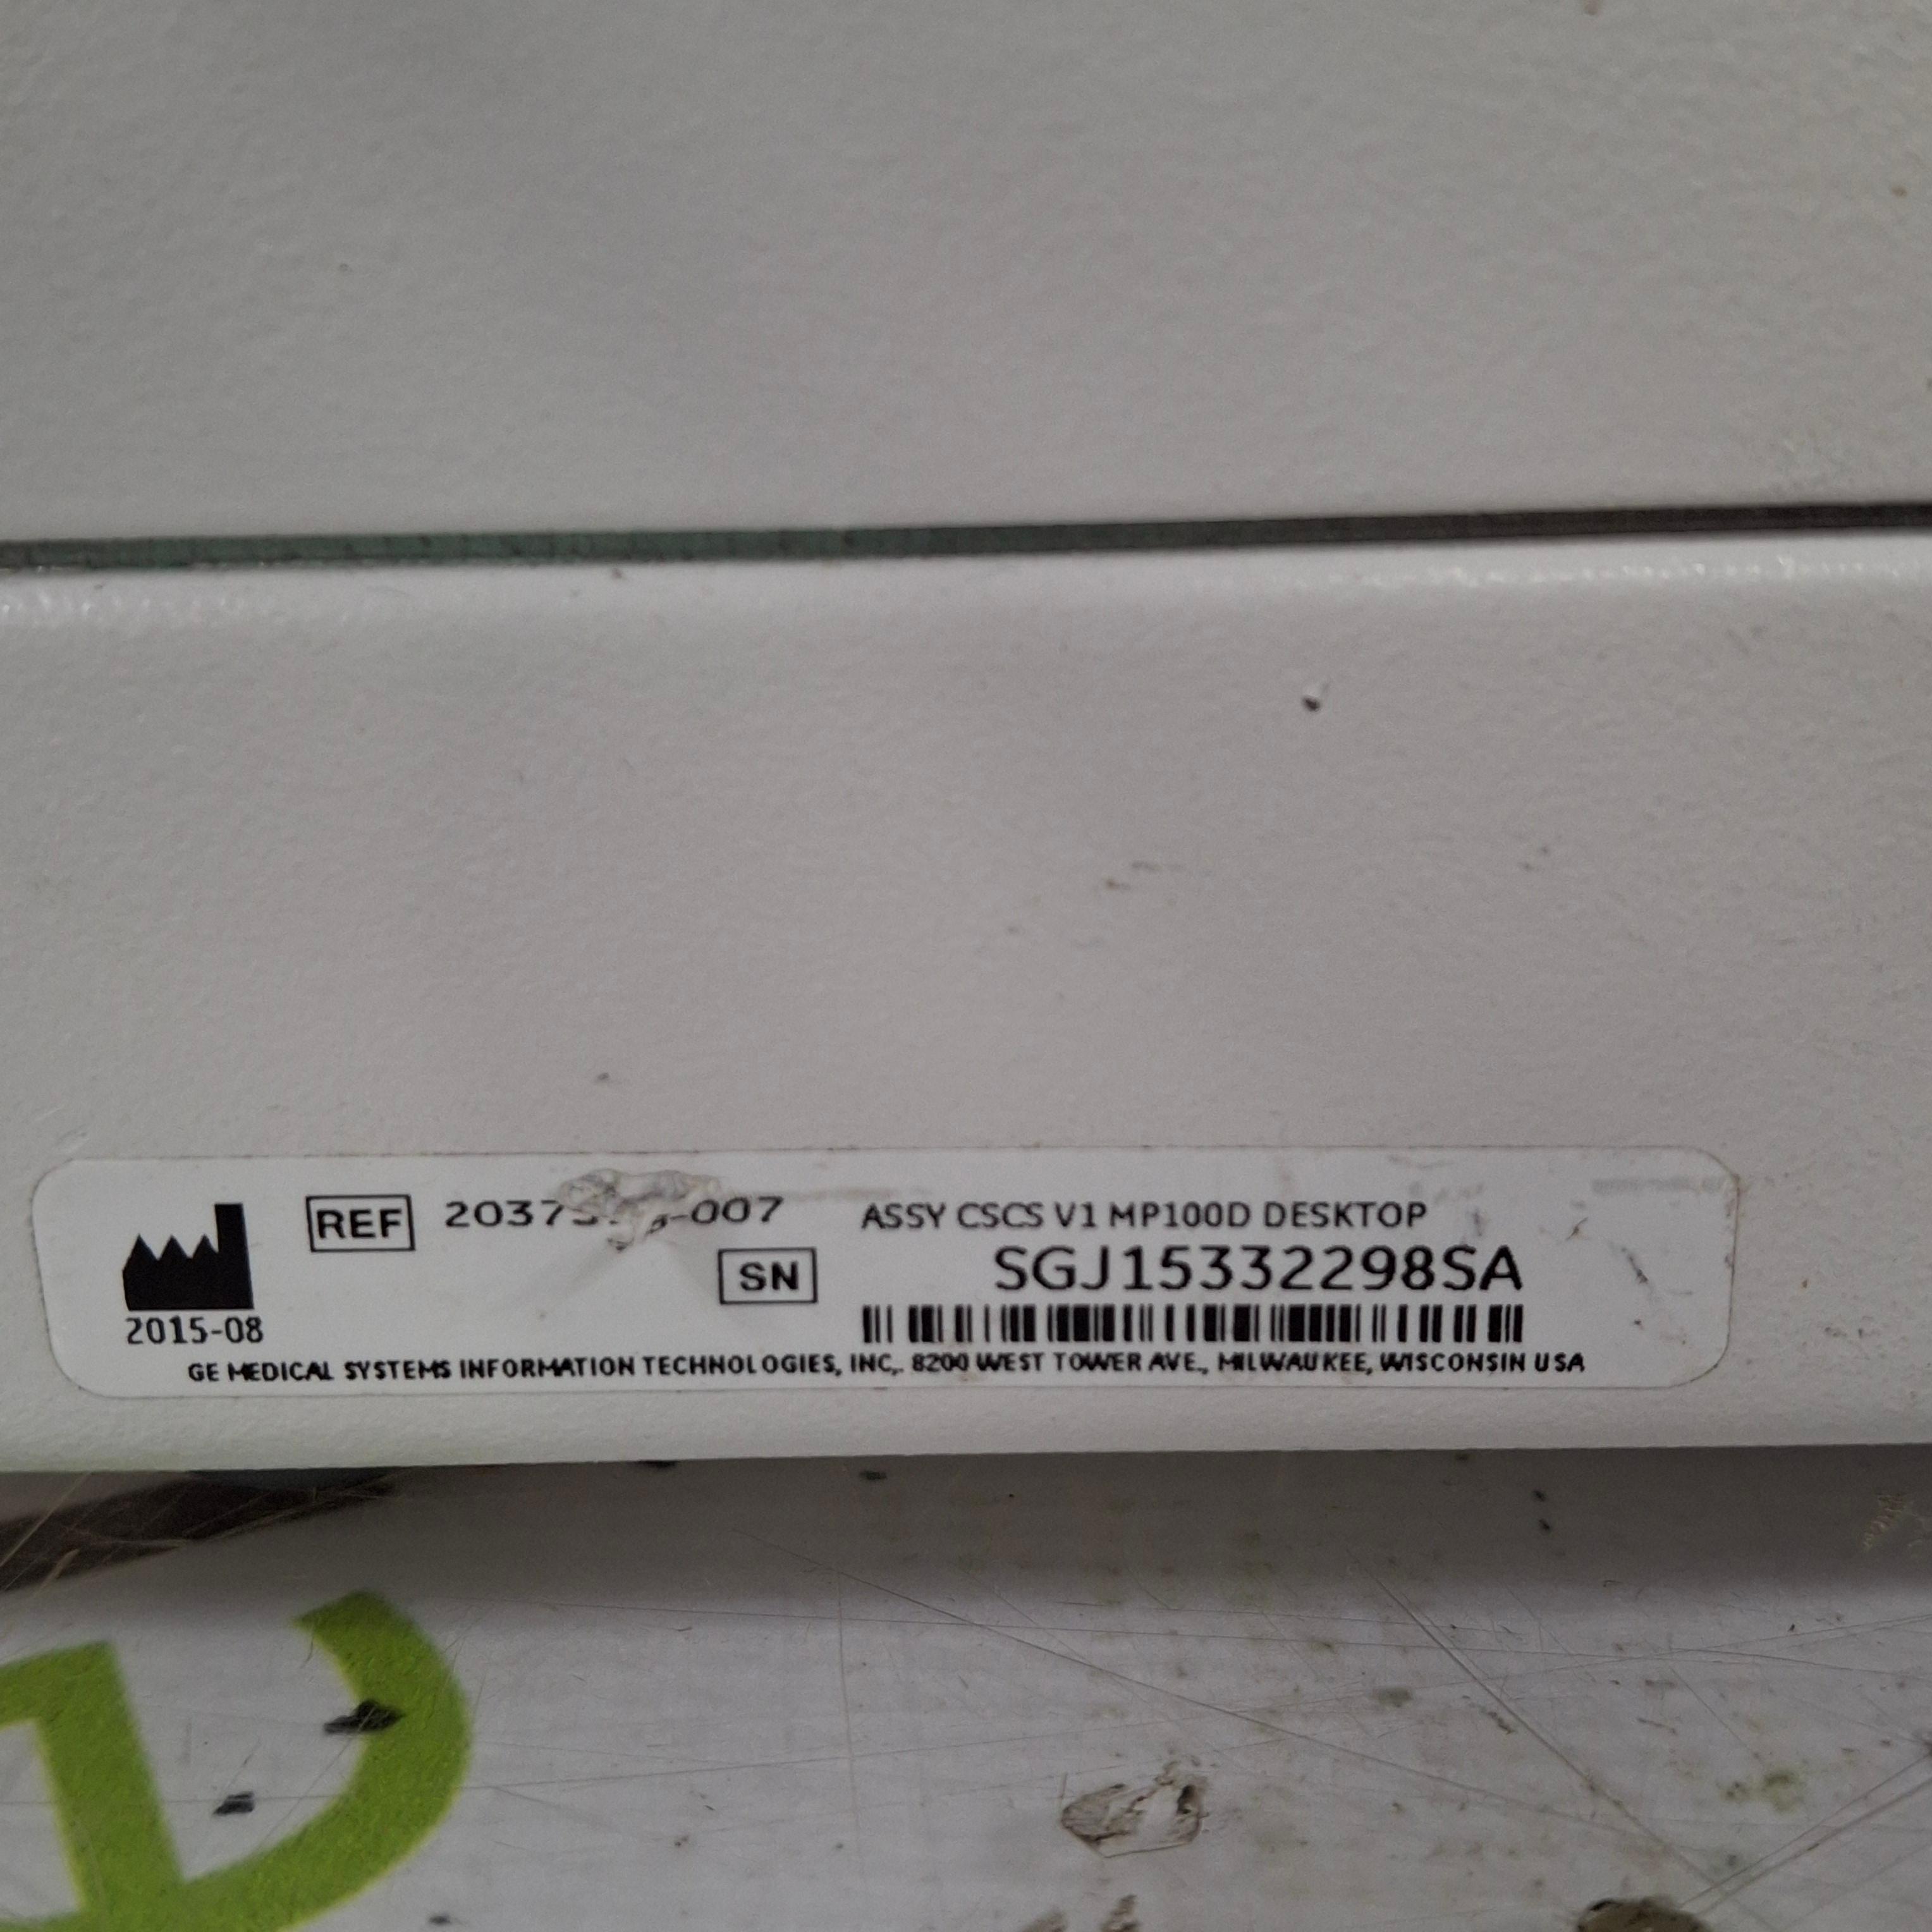 REF ASSY CSCS V1 MP100D DESKTOP
SN SGJ15332298SA
2015-08
GE MEDICAL SYSTEMS INFORMATION TECHNOLOGIES, INC,. 8200 WEST TOWER AVE., MILWAUKEE, WISCONSIN USA